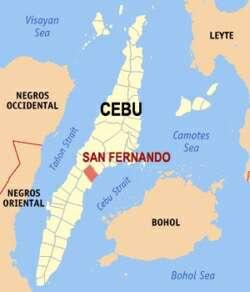 Visayan
Sea
LEYTE
NEGROS
OCCIDENTAL
CEBU
Tañon Strait
Camotes
Sea
SAN FERNANDO
NEGROS
ORIENTAL
Cebu Strait
BOHOL
Bohol Sea